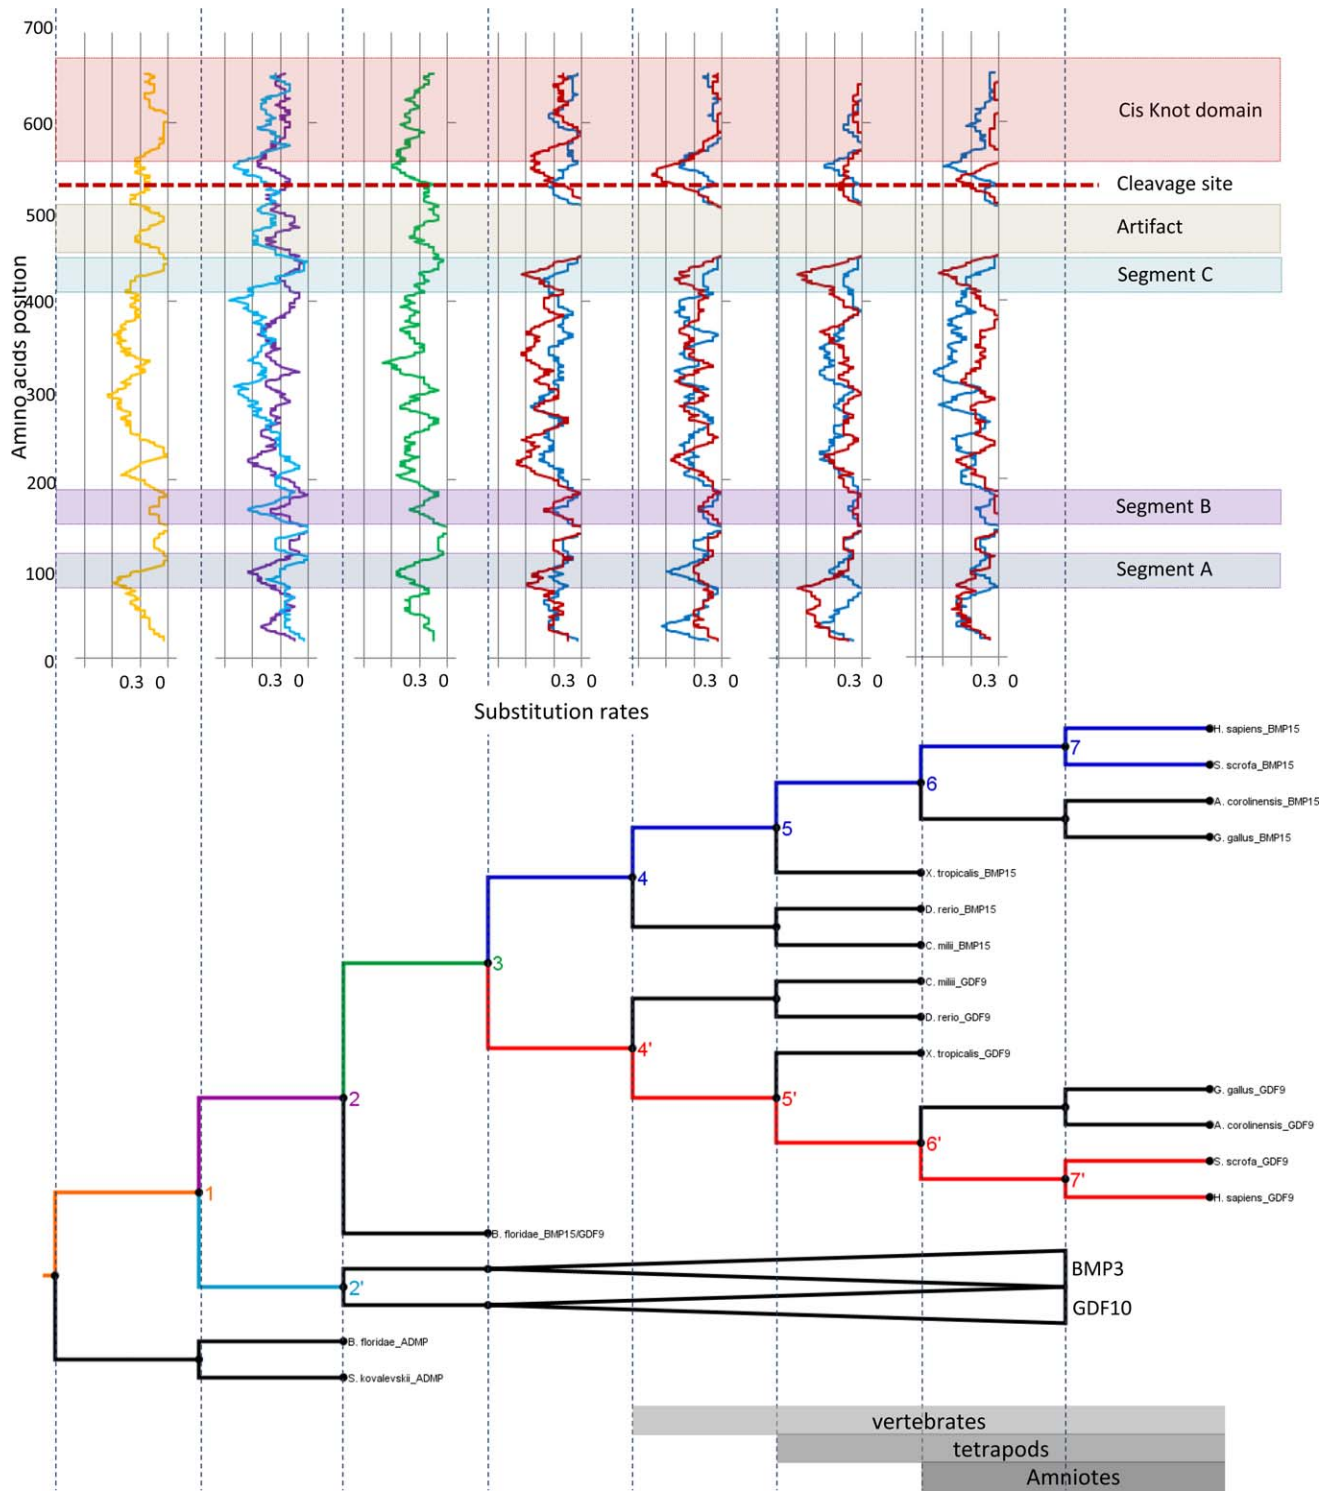 700
Cis Knot domain
600
Cleavage site
500
Artifact
Segment C
400
Amino acids position
300
200
Segment B
Segment A
100
0
0.3 0
0.3 0
0.3 0
0.3 0
0.3 0
0.3 0
0.3 0
Substitution rates
H. sapiens_BMP15
7
S. scrofa_BMP15
6
A. corolinensis_BMP15
5
G. gallus_BMP15
X. tropicalis_BMP15
4
D. rerio_BMP15
C. milii_BMP15
3
C. miliii_GDF9
D. rerio_GDF9
4'
X. tropicalis_GDF9
G. gallus_GDF9
2
5'
A. corolinensis_GDF9
6'
S. scrofa_GDF9
7'
1
H. sapiens_GDF9
B. floridae_BMP15/GDF9
BMP3
2'
GDF10
B. floridae_ADMP
S. kovalevskii_ADMP
vertebrates
tetrapods
Amniotes